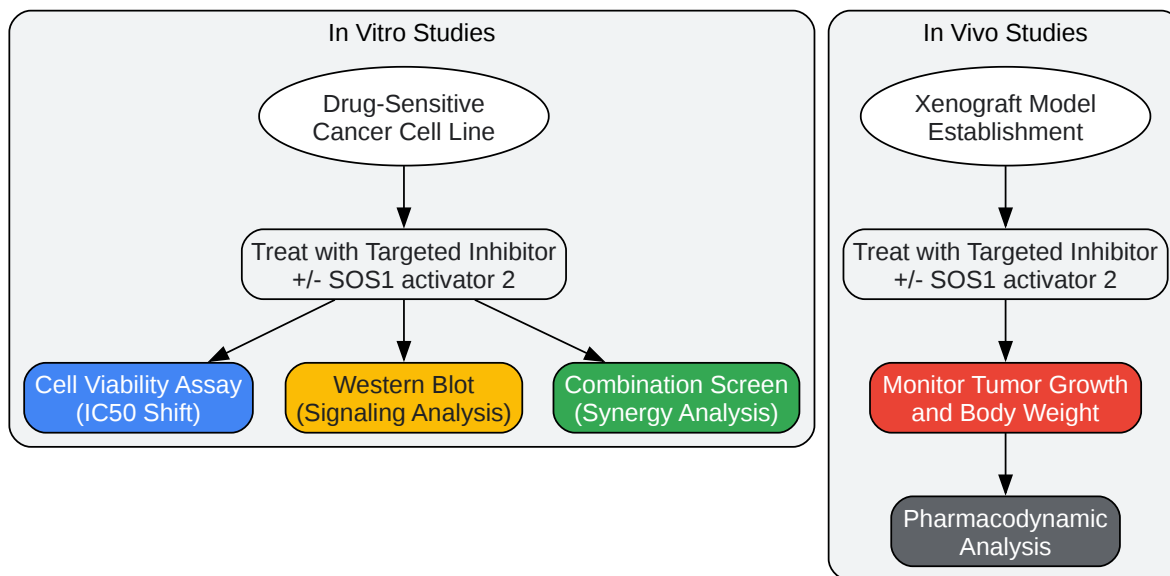 In Vitro Studies
Drug-Sensitive
Cancer Cell Line
Treat with Targeted Inhibitor
+/- SOS1 activator 2
Cell Viability Assay
(IC50 Shift)
Western Blot
(Signaling Analysis)
Combination Screen
(Synergy Analysis)
In Vivo Studies
Xenograft Model
Establishment
Treat with Targeted Inhibitor
+/- SOS1 activator 2
Monitor Tumor Growth
and Body Weight
Pharmacodynamic
Analysis